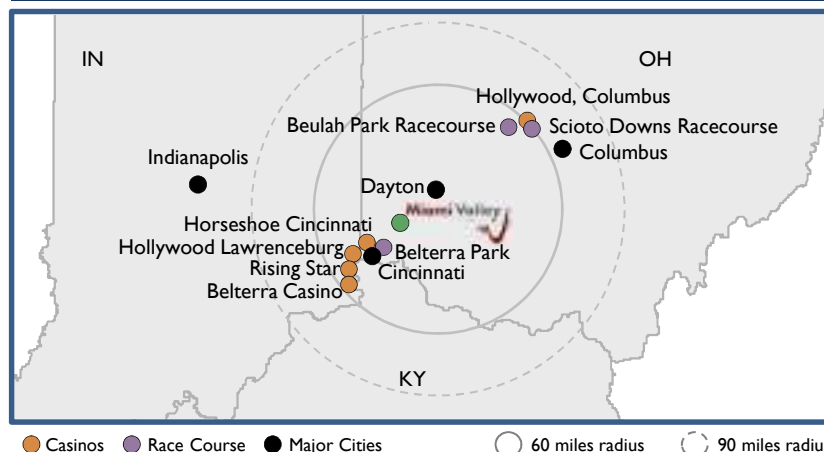 IN
OH
Hollywood, Columbus
Beulah Park Racecourse
Scioto Downs Racecourse
Columbus
Indianapolis
Dayton
Miami Valley
Horseshoe Cincinnati
Hollywood Lawrenceburg
Belterra Park
Rising Star
Cincinnati
Belterra Casino
KY
Casinos Race Course Major Cities 60 miles radius 90 miles radiu